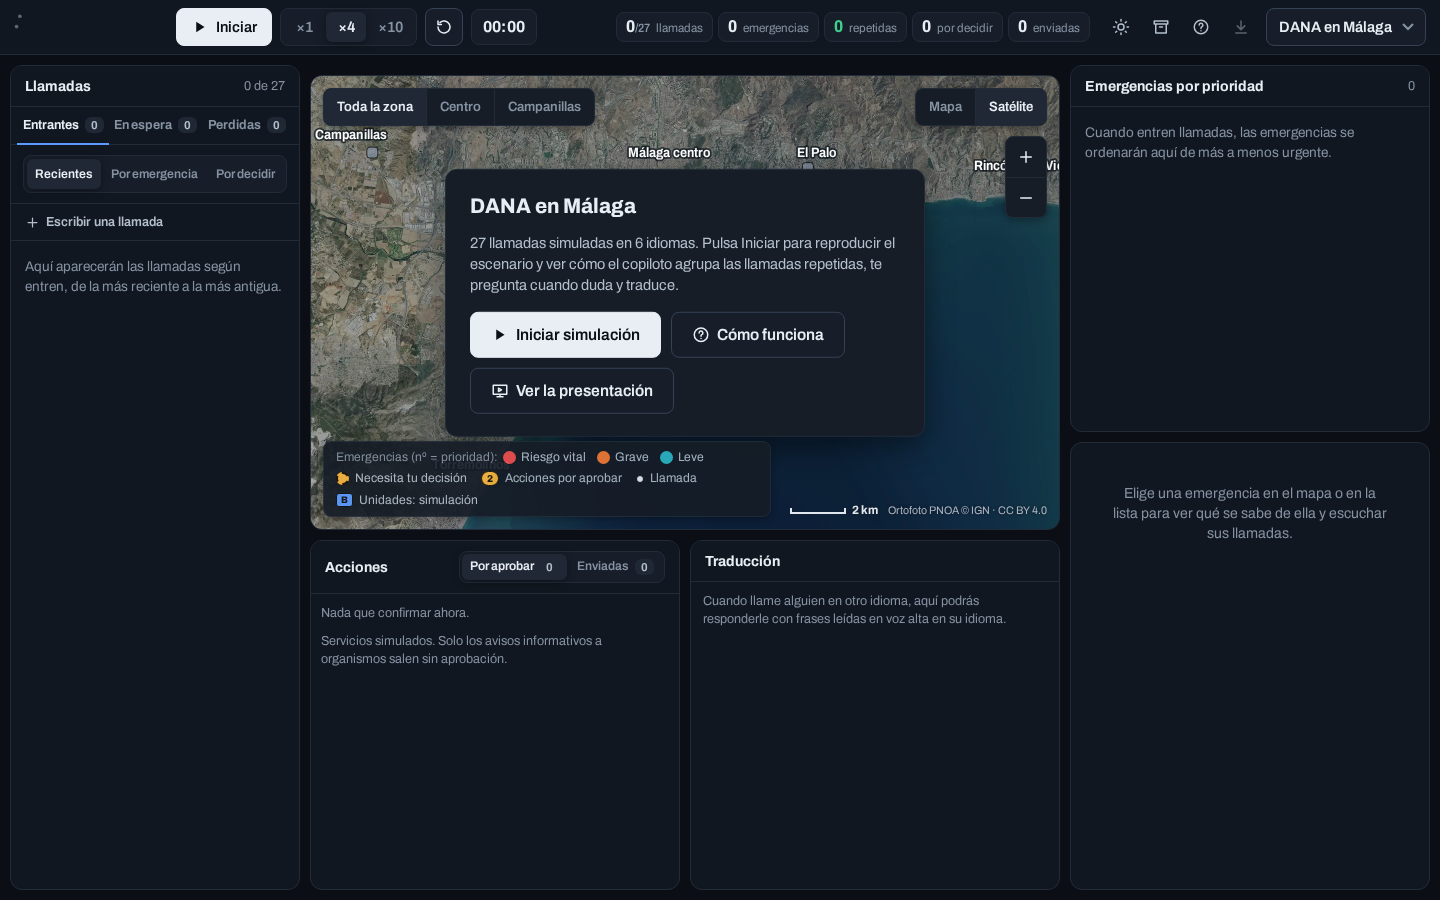 Iniciar
×1 ×4 ×10
00:00
0/27 llamadas
0 emergencias
0 repetidas
0 por decidir
0 enviadas
DANA en Málaga
Llamadas 0 de 27
Entrantes 0 En espera 0 Perdidas 0
Recientes Por emergencia Por decidir
+ Escribir una llamada
Aquí aparecerán las llamadas según
entren, de la más reciente a la más antigua.
Toda la zona Centro Campanillas
Mapa Satélite
Campanillas
Málaga centro
El Palo
+
−
DANA en Málaga
27 llamadas simuladas en 6 idiomas. Pulsa Iniciar para reproducir el
escenario y ver cómo el copiloto agrupa las llamadas repetidas, te
pregunta cuando duda y traduce.
Iniciar simulación
Cómo funciona
Ver la presentación
Emergencias (nº = prioridad): Riesgo vital Grave Leve
Necesita tu decisión 2 Acciones por aprobar Llamada
B Unidades: simulación
2 km Ortofoto PNOA © IGN · CC BY 4.0
Acciones
Por aprobar 0 Enviadas 0
Nada que confirmar ahora.
Servicios simulados. Solo los avisos informativos a
organismos salen sin aprobación.
Traducción
Cuando llame alguien en otro idioma, aquí podrás
responderle con frases leídas en voz alta en su idioma.
Emergencias por prioridad 0
Cuando entren llamadas, las emergencias se
ordenarán aquí de más a menos urgente.
Elige una emergencia en el mapa o en la
lista para ver qué se sabe de ella y escuchar
sus llamadas.